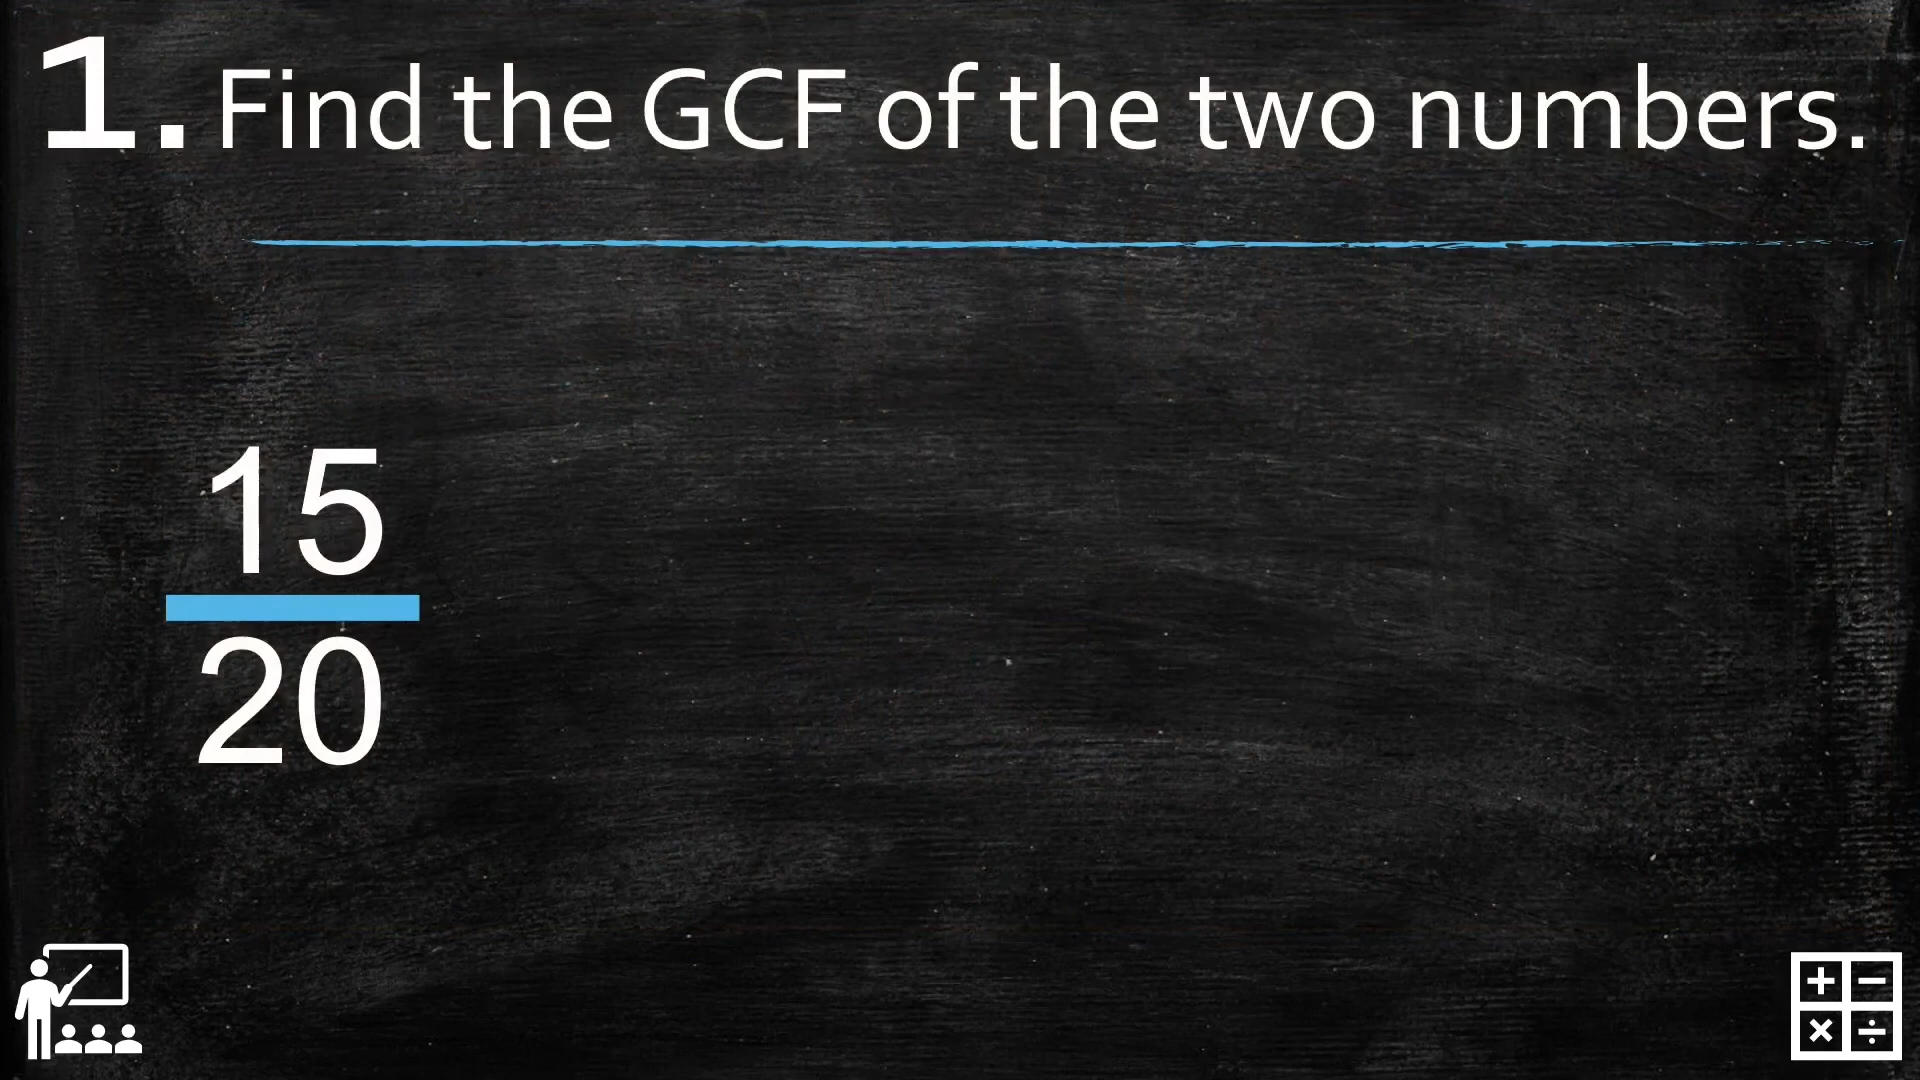 1. Find the GCF of the two numbers.
15
20
+ −
× ÷